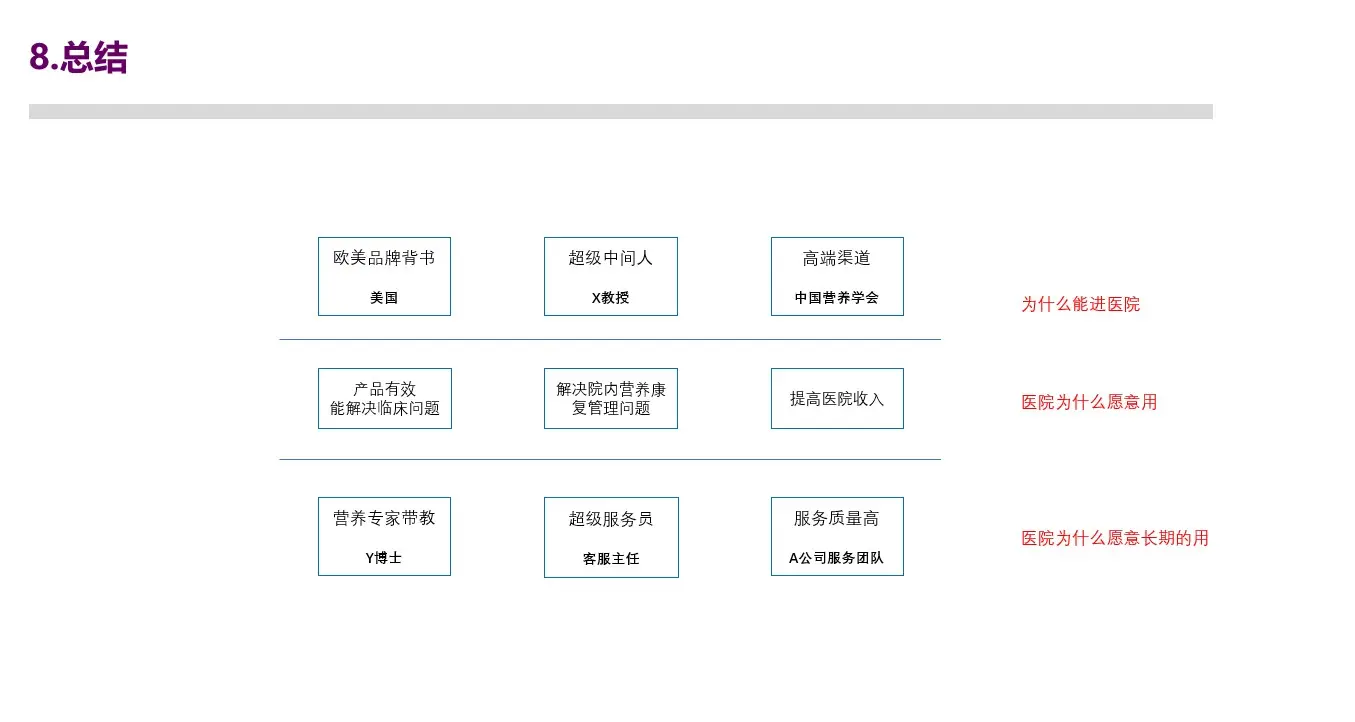 8.总结
欧美品牌背书
美国
超级中间人
X教授
高端渠道
中国营养学会
为什么能进医院
产品有效
能解决临床问题
解决院内营养康
复管理问题
提高医院收入
医院为什么愿意用
营养专家带教
Y博士
超级服务员
客服主任
服务质量高
A公司服务团队
医院为什么愿意长期的用